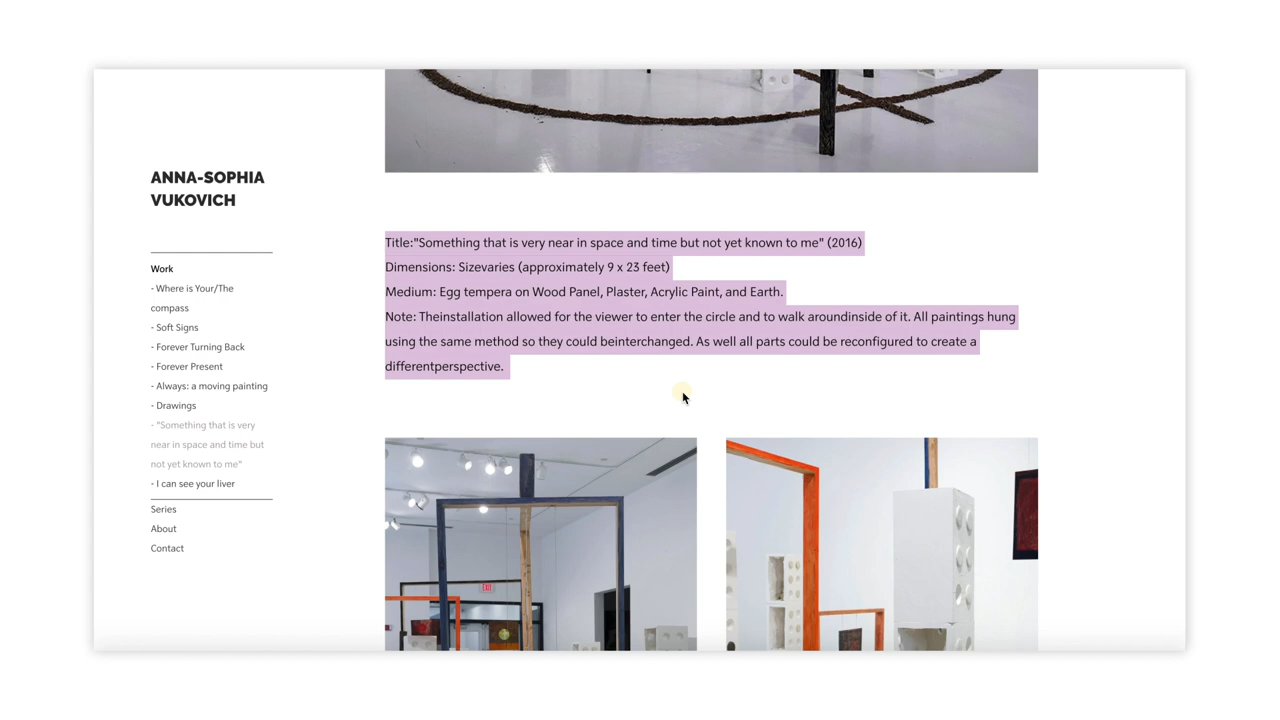 ANNA-SOPHIA
VUKOVICH
Work
- Where is Your/The
compass
- Soft Signs
- Forever Turning Back
- Forever Present
- Always: a moving painting
- Drawings
- "Something that is very
near in space and time but
not yet known to me"
- I can see your liver
Series
About
Contact
Title:"Something that is very near in space and time but not yet known to me" (2016)
Dimensions: Sizevaries (approximately 9 x 23 feet)
Medium: Egg tempera on Wood Panel, Plaster, Acrylic Paint, and Earth.
Note: Theinstallation allowed for the viewer to enter the circle and to walk aroundinside of it. All paintings hung
using the same method so they could beinterchanged. As well all parts could be reconfigured to create a
differentperspective.
EXIT